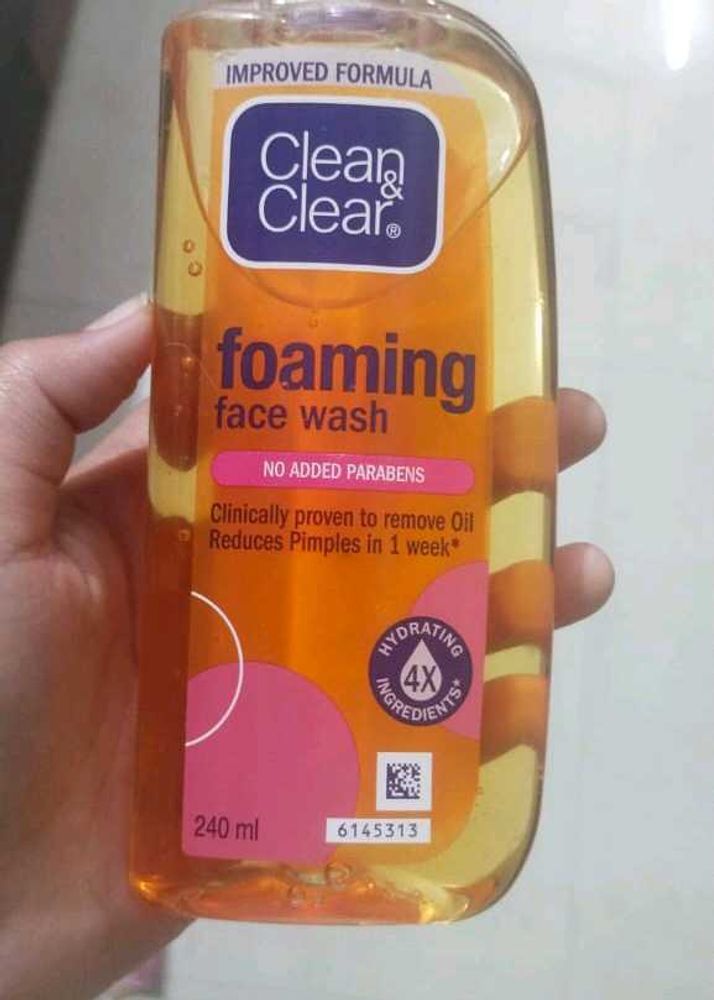 IMPROVED FORMULA
Clean
&
Clear®
foaming
face wash
NO ADDED PARABENS
Clinically proven to remove Oil
Reduces Pimples in 1 week*
HYDRATING
4X
INGREDIENTS*
240 ml
6145313